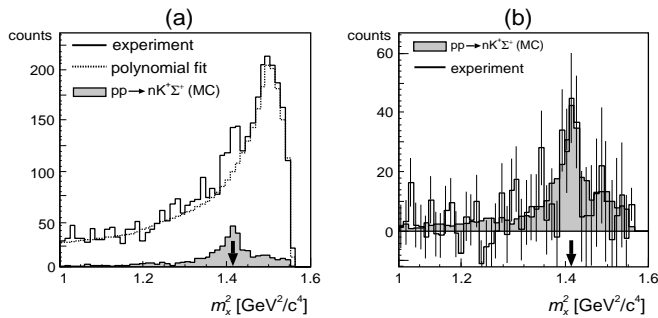 (a)
counts
experiment
polynomial fit
pp→nK⁺Σ⁺ (MC)
200
150
100
50
0
1 1.2 1.4 1.6
m²ₓ [GeV²/c⁴]
(b)
counts
pp→nK⁺Σ⁺ (MC)
experiment
60
40
20
0
1 1.2 1.4 1.6
m²ₓ [GeV²/c⁴]